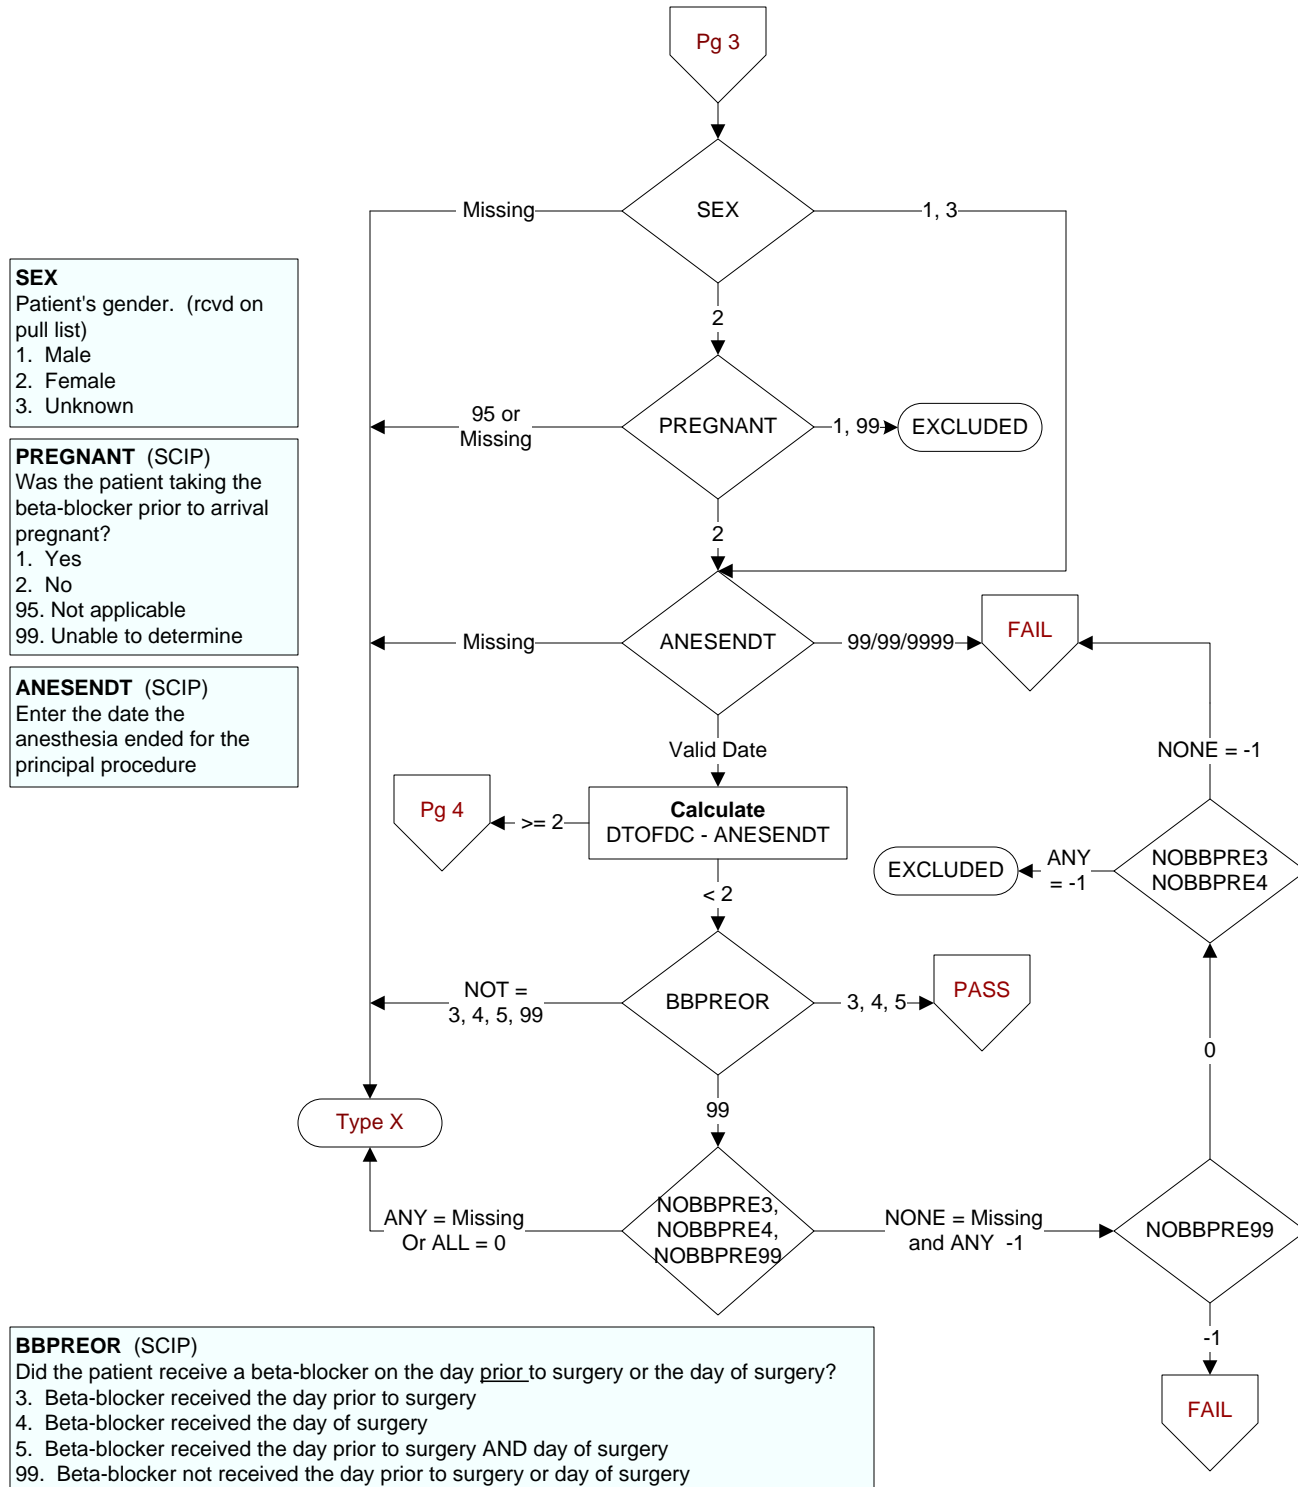 Pg 3
SEX
Missing
1, 3
2
SEX
Patient's gender. (rcvd on
pull list)
1. Male
2. Female
3. Unknown
PREGNANT
95 or
Missing
1, 99
EXCLUDED
2
PREGNANT (SCIP)
Was the patient taking the
beta-blocker prior to arrival
pregnant?
1. Yes
2. No
95. Not applicable
99. Unable to determine
ANESENDT
Missing
99/99/9999
FAIL
Valid Date
ANESENDT (SCIP)
Enter the date the
anesthesia ended for the
principal procedure
NONE = -1
Pg 4
>= 2
Calculate
DTOFDC - ANESENDT
< 2
EXCLUDED
ANY
= -1
NOBBPRE3
NOBBPRE4
NOT =
3, 4, 5, 99
BBPREOR
3, 4, 5
PASS
0
99
Type X
ANY = Missing
Or ALL = 0
NOBBPRE3,
NOBBPRE4,
NOBBPRE99
NONE = Missing
and ANY -1
NOBBPRE99
-1
FAIL
BBPREOR (SCIP)
Did the patient receive a beta-blocker on the day prior to surgery or the day of surgery?
3. Beta-blocker received the day prior to surgery
4. Beta-blocker received the day of surgery
5. Beta-blocker received the day prior to surgery AND day of surgery
99. Beta-blocker not received the day prior to surgery or day of surgery